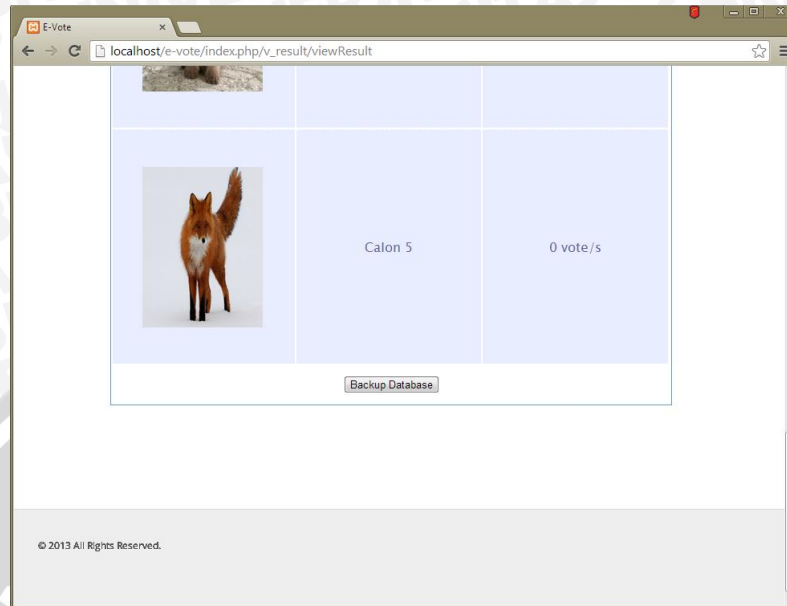 E-Vote
localhost/e-vote/index.php/v_result/viewResult
Calon 5
0 vote/s
Backup Database
© 2013 All Rights Reserved.